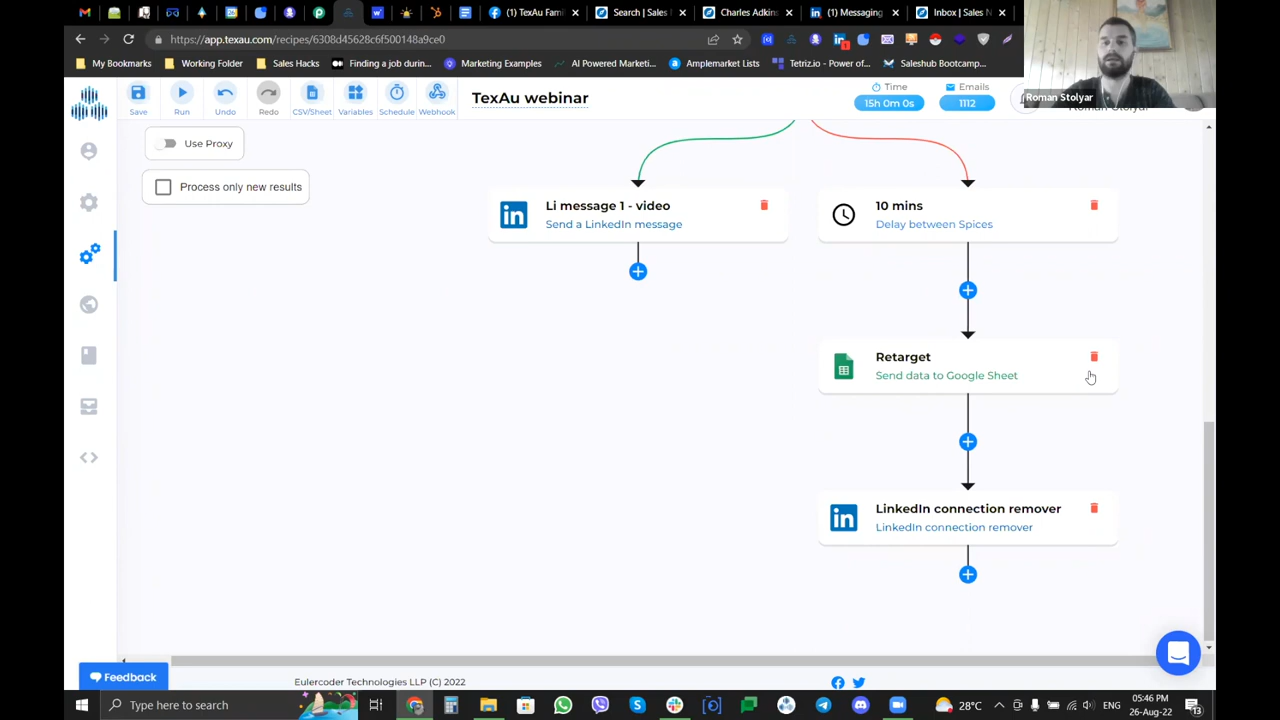 (1) TexAu Fami
Search | Sales
Charles Adkins
(1) Messaging
Inbox | Sales N
https://app.texau.com/recipes/6308d45628c6f500148a9ce0
My Bookmarks
Working Folder
Sales Hacks
Finding a job durin...
Marketing Examples
AI Powered Marketi...
Amplemarket Lists
Tetriz.io - Power of...
Saleshub Bootcamp...
Roman Stolyar
Save
Run
Undo
Redo
CSV/Sheet
Variables
Schedule
Webhook
TexAu webinar
Time
15h 0m 0s
Emails
1112
Roman Stolyar
Use Proxy
Process only new results
Li message 1 - video
Send a LinkedIn message
10 mins
Delay between Spices
Retarget
Send data to Google Sheet
LinkedIn connection remover
LinkedIn connection remover
Feedback
Eulercoder Technologies LLP (C) 2022
Type here to search
28°C
ENG
05:46 PM
26-Aug-22
13